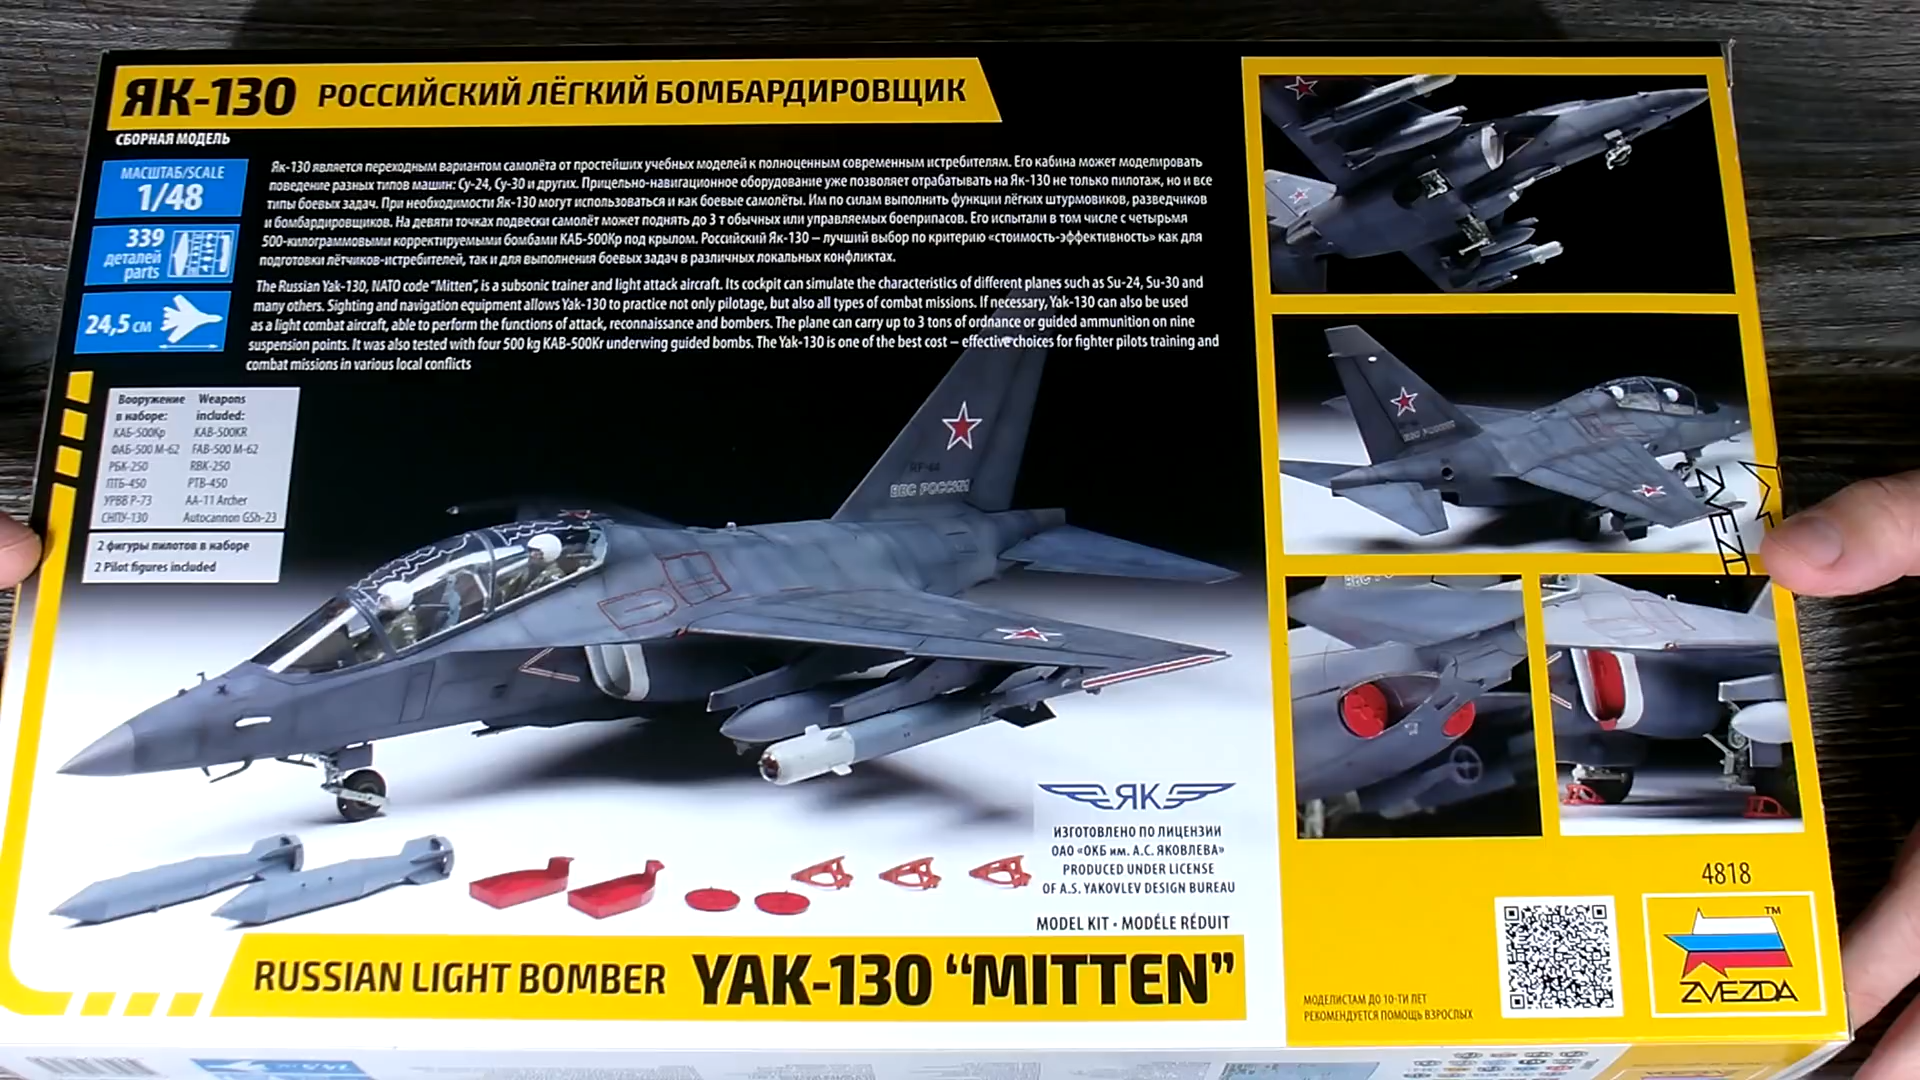 ЯК-130 РОССИЙСКИЙ ЛЁГКИЙ БОМБАРДИРОВЩИК
СБОРНАЯ МОДЕЛЬ
МАСШТАБ/SCALE
1/48
339
деталей
parts
24,5 см
Як-130 является переходным вариантом самолёта от простейших учебных моделей к полноценным современным истребителям. Его кабина может моделировать
поведение разных типов машин: Су-24, Су-30 и других. Прицельно-навигационное оборудование уже позволяет отрабатывать на Як-130 не только пилотаж, но и все
типы боевых задач. При необходимости Як-130 могут использоваться и как боевые самолёты. Им по силам выполнить функции лёгких штурмовиков, разведчиков
и бомбардировщиков. На девяти точках подвески самолёт может поднять до 3 т обычных или управляемых боеприпасов. Его испытали в том числе с четырьмя
500-килограммовыми корректируемыми бомбами КАБ-500Кр под крылом. Российский Як-130 – лучший выбор по критерию «стоимость-эффективность» как для
подготовки лётчиков-истребителей, так и для выполнения боевых задач в различных локальных конфликтах.
The Russian Yak-130, NATO code "Mitten", is a subsonic trainer and light attack aircraft. Its cockpit can simulate the characteristics of different planes such as Su-24, Su-30 and
many others. Sighting and navigation equipment allows Yak-130 to practice not only pilotage, but also all types of combat missions. If necessary, Yak-130 can also be used
as a light combat aircraft, able to perform the functions of attack, reconnaissance and bombers. The plane can carry up to 3 tons of ordnance or guided ammunition on nine
suspension points. It was also tested with four 500 kg KAB-500Kr underwing guided bombs. The Yak-130 is one of the best cost – effective choices for fighter pilots training and
combat missions in various local conflicts
Вооружение Weapons
в наборе: included:
КАБ-500Кр KAB-500KR
ФАБ-500 М-62 FAB-500 M-62
РБК-250 RBK-250
ПТБ-450 PTB-450
УРВВ Р-73 AA-11 Archer
СНПУ-130 Autocannon GSh-23
2 фигуры пилотов в наборе
2 Pilot figures included
RF-44
ВВС РОССИИ
ЯК
ИЗГОТОВЛЕНО ПО ЛИЦЕНЗИИ
ОАО «ОКБ им. А.С. ЯКОВЛЕВА»
PRODUCED UNDER LICENSE
OF A.S. YAKOVLEV DESIGN BUREAU
MODEL KIT • MODÉLE RÉDUIT
RUSSIAN LIGHT BOMBER YAK-130 “MITTEN”
4818
МОДЕЛИСТАМ ДО 10-ТИ ЛЕТ
РЕКОМЕНДУЕТСЯ ПОМОЩЬ ВЗРОСЛЫХ
TM
ZVEZDA